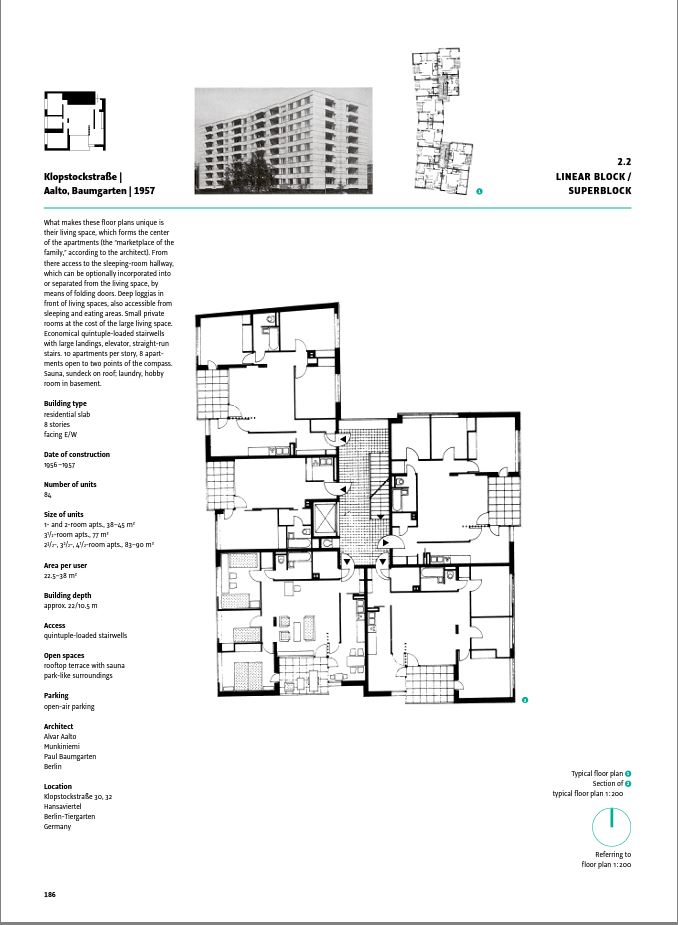 Klopstockstraße |
Aalto, Baumgarten | 1957
2.2
LINEAR BLOCK /
SUPERBLOCK
1
What makes these floor plans unique is
their living space, which forms the center
of the apartments (the "marketplace of the
family," according to the architect). From
there access to the sleeping-room hallway,
which can be optionally incorporated into
or separated from the living space, by
means of folding doors. Deep loggias in
front of living spaces, also accessible from
sleeping and eating areas. Small private
rooms at the cost of the large living space.
Economical quintuple-loaded stairwells
with large landings, elevator, straight-run
stairs. 10 apartments per story, 8 apart-
ments open to two points of the compass.
Sauna, sundeck on roof; laundry, hobby
room in basement.
Building type
residential slab
8 stories
facing E/W
Date of construction
1956–1957
Number of units
84
Size of units
1- and 2-room apts., 38–45 m²
3½-room apts., 77 m²
2½-, 3½-, 4½-room apts., 83–90 m²
Area per user
22.5–38 m²
Building depth
approx. 22/10.5 m
Access
quintuple-loaded stairwells
Open spaces
rooftop terrace with sauna
park-like surroundings
Parking
open-air parking
Architect
Alvar Aalto
Munkiniemi
Paul Baumgarten
Berlin
Location
Klopstockstraße 30, 32
Hansaviertel
Berlin-Tiergarten
Germany
2
Typical floor plan 1
Section of 2
typical floor plan 1:200
Referring to
floor plan 1:200
186